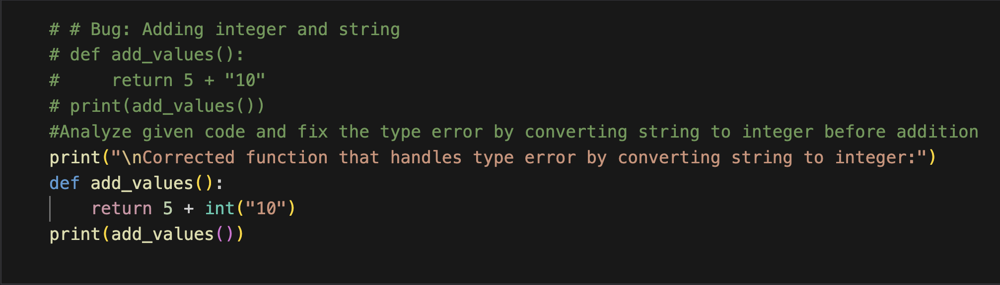 # # Bug: Adding integer and string
# def add_values():
#     return 5 + "10"
# print(add_values())
#Analyze given code and fix the type error by converting string to integer before addition
print("\nCorrected function that handles type error by converting string to integer:")
def add_values():
    return 5 + int("10")
print(add_values())